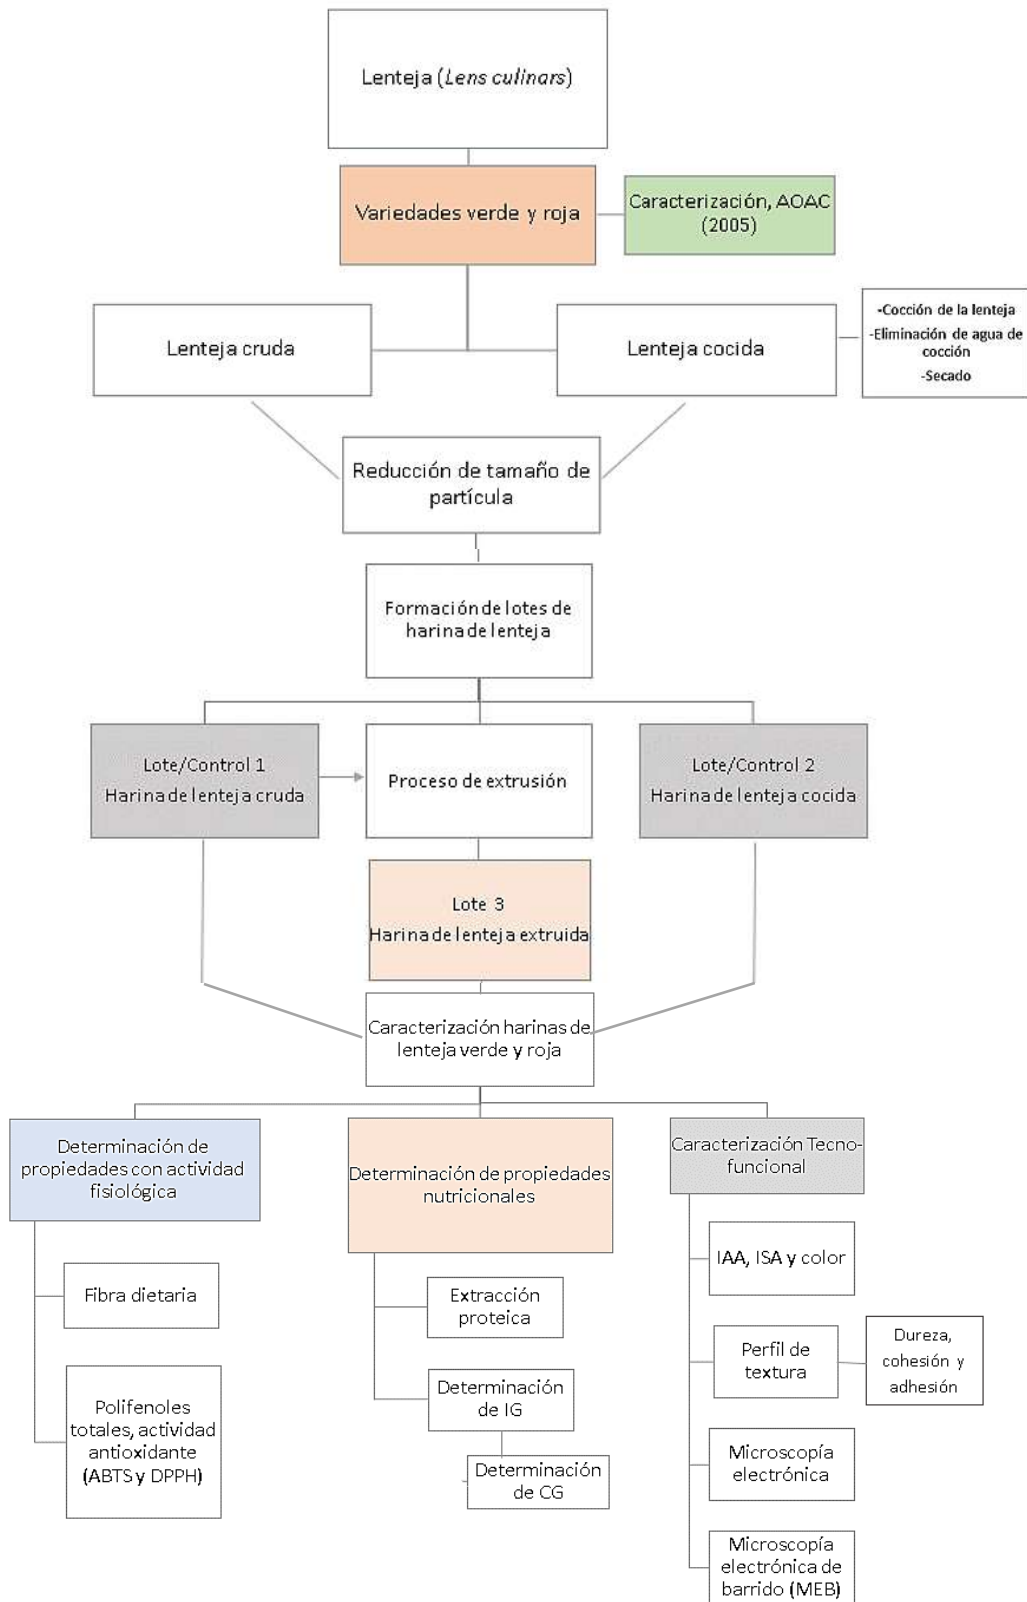 Lenteja (Lens culinars)
Variedades verde y roja
Caracterización, AOAC
(2005)
Lenteja cruda
Lenteja cocida
-Cocción de la lenteja
-Eliminación de agua de
cocción
-Secado
Reducción de tamaño de
partícula
Formación de lotes de
harina de lenteja
Lote/Control 1
Harina de lenteja cruda
Proceso de extrusión
Lote/Control 2
Harina de lenteja cocida
Lote 3
Harina de lenteja extruida
Caracterización harinas de
lenteja verde y roja
Determinación de
propiedades con actividad
fisiológica
Determinación de propiedades
nutricionales
Caracterización Tecno-
funcional
Fibra dietaria
Polifenoles
totales, actividad
antioxidante
(ABTS y DPPH)
Extracción
proteica
Determinación
de IG
Determinación
de CG
IAA, ISA y color
Perfil de
textura
Dureza,
cohesión y
adhesión
Microscopía
electrónica
Microscopía
electrónica de
barrido (MEB)